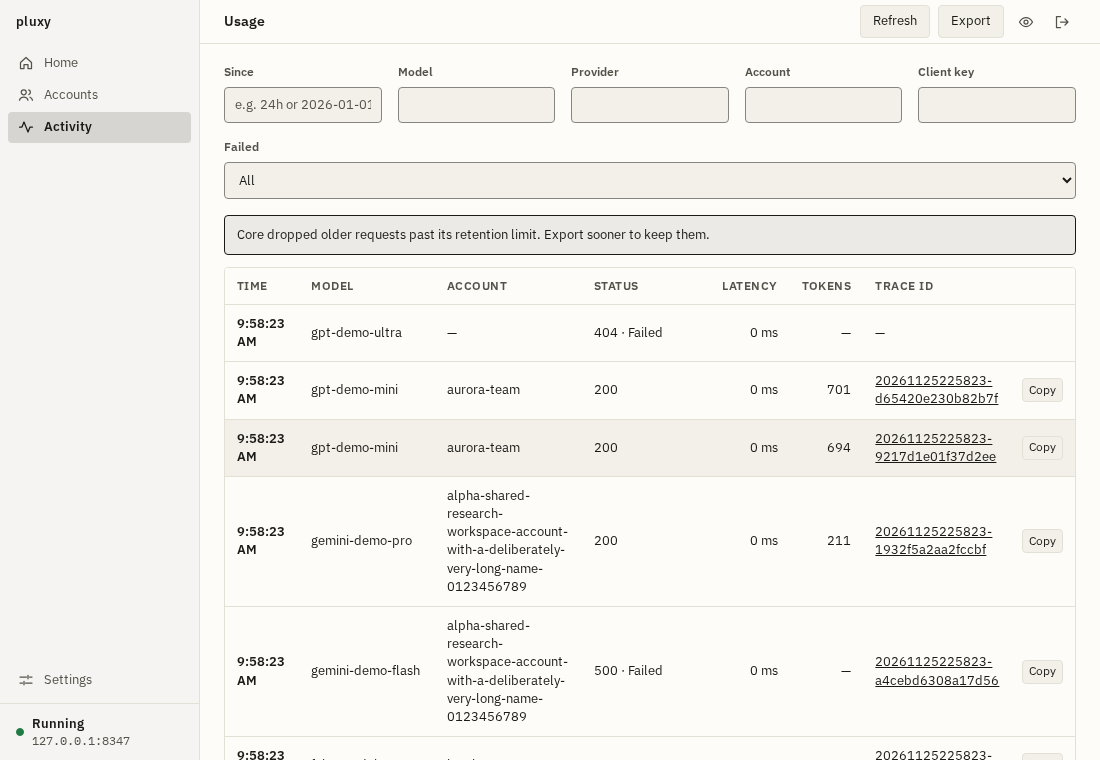 pluxy
Home
Accounts
Activity
Settings
Running
127.0.0.1:8347
Usage
Refresh
Export
Since
Model
Provider
Account
Client key
e.g. 24h or 2026-01-01
Failed
All
Core dropped older requests past its retention limit. Export sooner to keep them.
TIME MODEL ACCOUNT STATUS LATENCY TOKENS TRACE ID
9:58:23 AM gpt-demo-ultra — 404 · Failed 0 ms — —
9:58:23 AM gpt-demo-mini aurora-team 200 0 ms 701 20261125225823-d65420e230b82b7f Copy
9:58:23 AM gpt-demo-mini aurora-team 200 0 ms 694 20261125225823-9217d1e01f37d2ee Copy
9:58:23 AM gemini-demo-pro alpha-shared-research-workspace-account-with-a-deliberately-very-long-name-0123456789 200 0 ms 211 20261125225823-1932f5a2aa2fccbf Copy
9:58:23 AM gemini-demo-flash alpha-shared-research-workspace-account-with-a-deliberately-very-long-name-0123456789 500 · Failed 0 ms — 20261125225823-a4cebd6308a17d56 Copy
9:58:23 20261125225823-